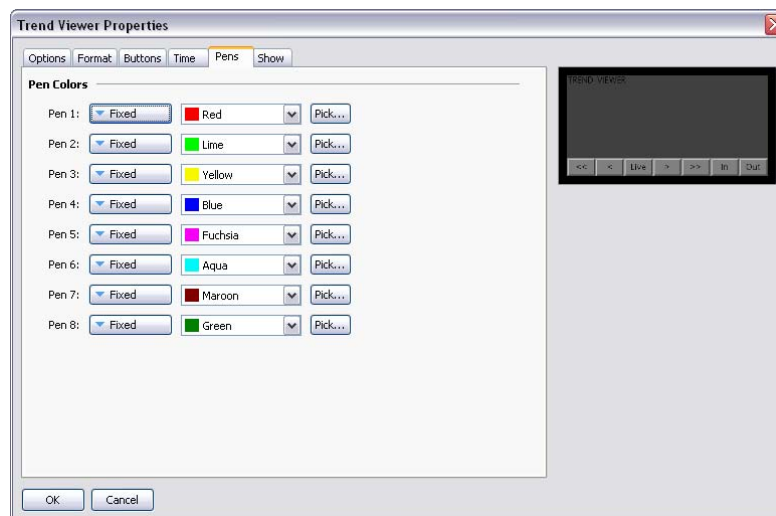 Trend Viewer Properties
Options Format Buttons Time Pens Show
Pen Colors
Pen 1: Fixed Red Pick...
Pen 2: Fixed Lime Pick...
Pen 3: Fixed Yellow Pick...
Pen 4: Fixed Blue Pick...
Pen 5: Fixed Fuchsia Pick...
Pen 6: Fixed Aqua Pick...
Pen 7: Fixed Maroon Pick...
Pen 8: Fixed Green Pick...
TREND VIEWER
<< < Live > >> In Out
OK Cancel